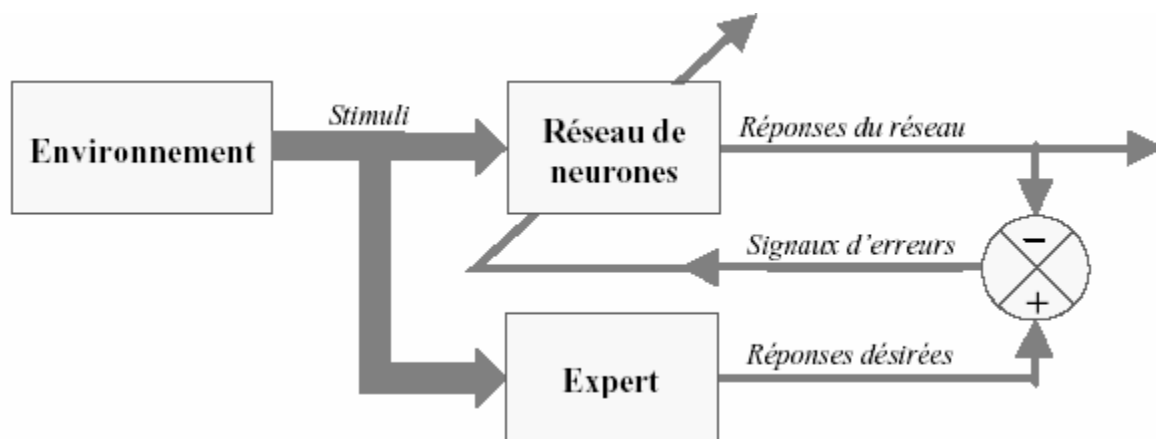 Environnement
Stimuli
Réseau de
neurones
Réponses du réseau
Signaux d'erreurs
−
+
Expert
Réponses désirées